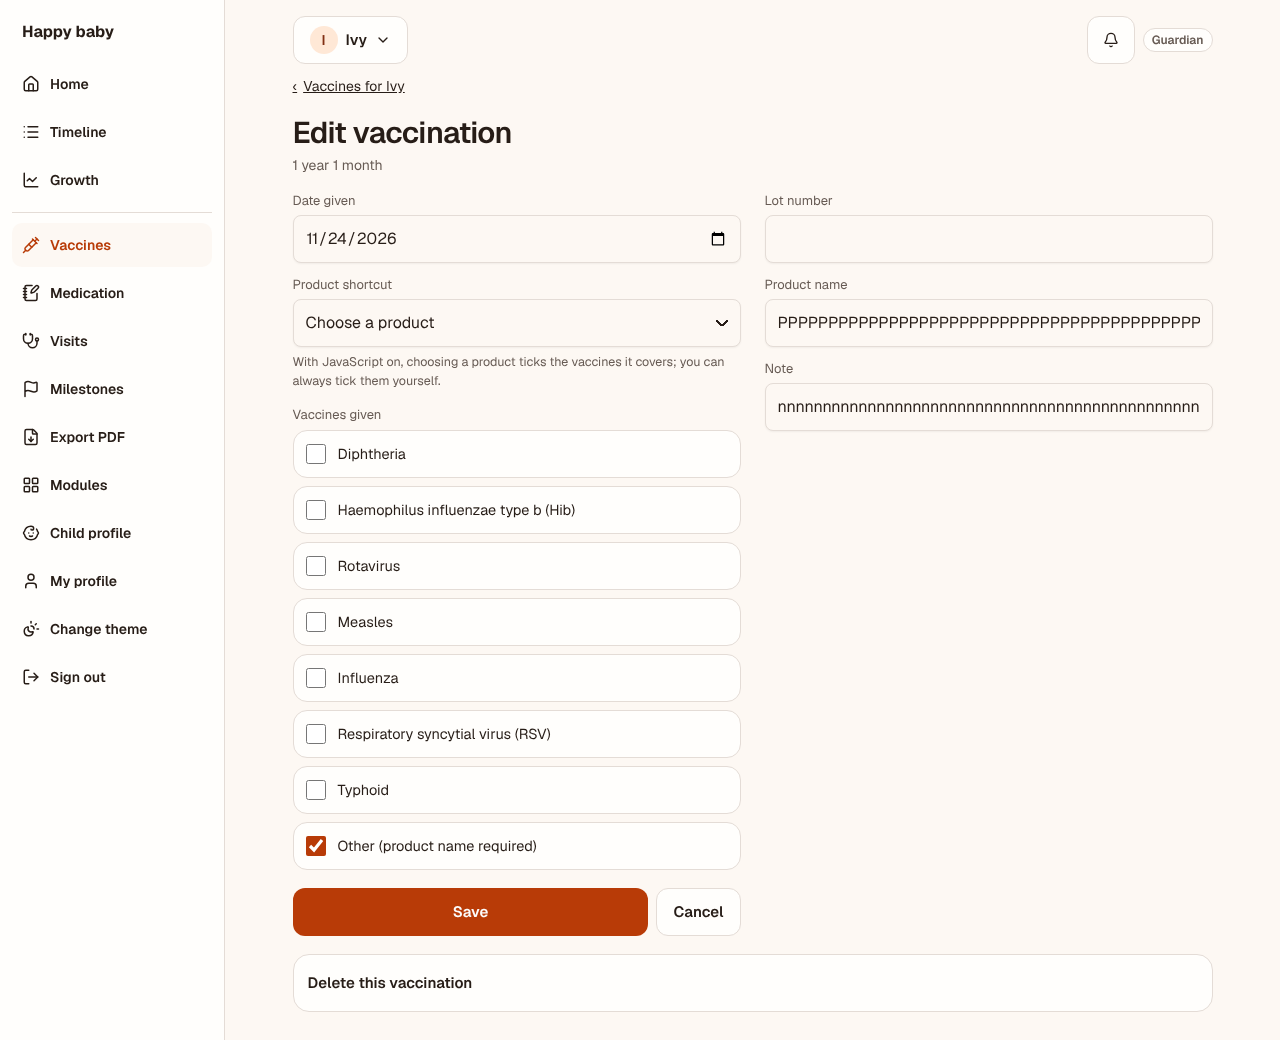 Happy baby
Home
Timeline
Growth
Vaccines
Medication
Visits
Milestones
Export PDF
Modules
Child profile
My profile
Change theme
Sign out
I Ivy
Guardian
‹ Vaccines for Ivy
Edit vaccination
1 year 1 month
Date given
11/24/2026
Product shortcut
Choose a product
With JavaScript on, choosing a product ticks the vaccines it covers; you can
always tick them yourself.
Vaccines given
Diphtheria
Haemophilus influenzae type b (Hib)
Rotavirus
Measles
Influenza
Respiratory syncytial virus (RSV)
Typhoid
Other (product name required)
Save
Cancel
Lot number
Product name
PPPPPPPPPPPPPPPPPPPPPPPPPPPPPPPPPPPPPPPPPP
Note
nnnnnnnnnnnnnnnnnnnnnnnnnnnnnnnnnnnnnnnnnnnnnnn
Delete this vaccination